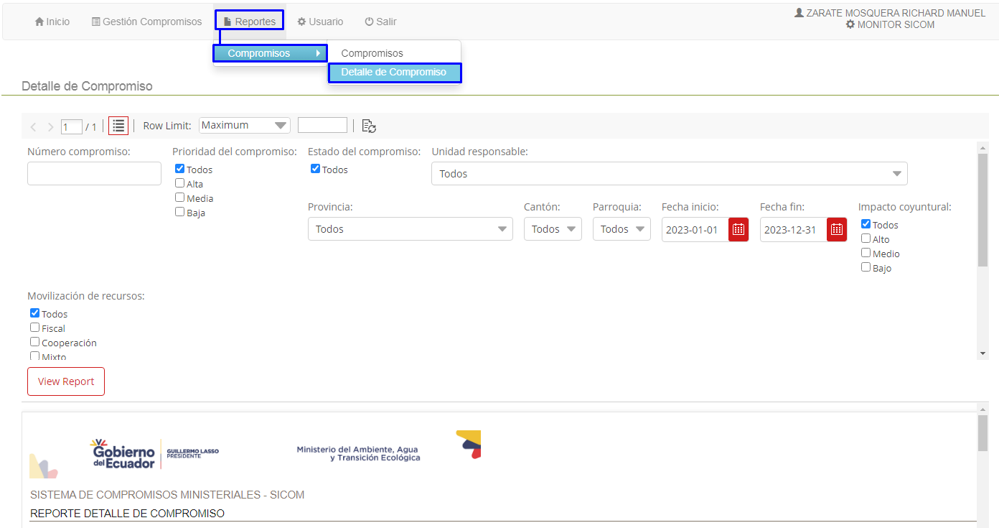 Inicio
Gestión Compromisos
Reportes
Usuario
Salir
ZARATE MOSQUERA RICHARD MANUEL
MONITOR SICOM
Compromisos
Compromisos
Detalle de Compromiso
Detalle de Compromiso
1 / 1
Row Limit:
Maximum
Número compromiso:
Prioridad del compromiso:
Todos
Alta
Media
Baja
Estado del compromiso:
Todos
Unidad responsable:
Todos
Provincia:
Todos
Cantón:
Todos
Parroquia:
Todos
Fecha inicio:
2023-01-01
Fecha fin:
2023-12-31
Impacto coyuntural:
Todos
Alto
Medio
Bajo
Movilización de recursos:
Todos
Fiscal
Cooperación
Mixto
View Report
Gobierno
del Ecuador
GUILLERMO LASSO
PRESIDENTE
Ministerio del Ambiente, Agua
y Transición Ecológica
SISTEMA DE COMPROMISOS MINISTERIALES - SICOM
REPORTE DETALLE DE COMPROMISO